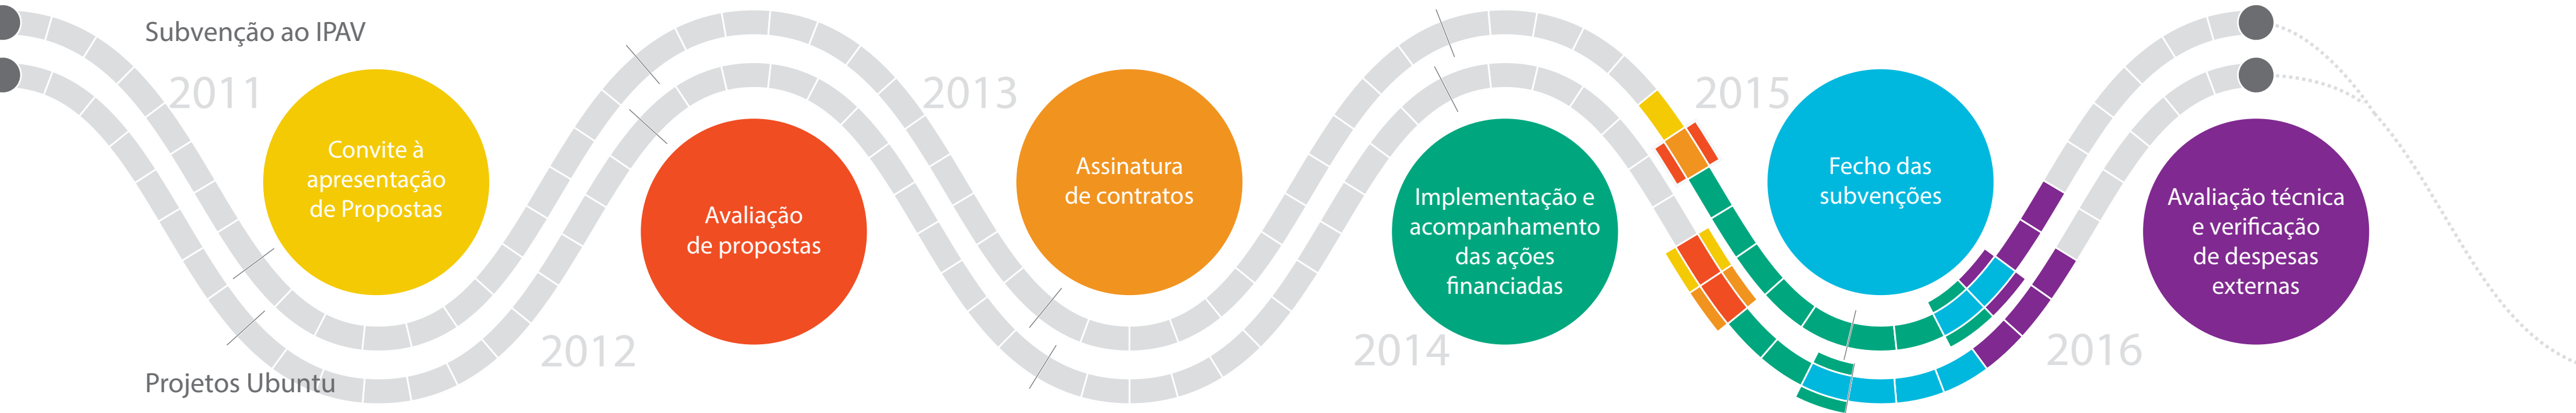 Subvenção ao IPAV
2011
Convite à
apresentação
de Propostas
Projetos Ubuntu
2012
Avaliação
de propostas
2013
Assinatura
de contratos
2014
Implementação e
acompanhamento
das ações
financiadas
2015
Fecho das
subvenções
2016
Avaliação técnica
e verificação
de despesas
externas